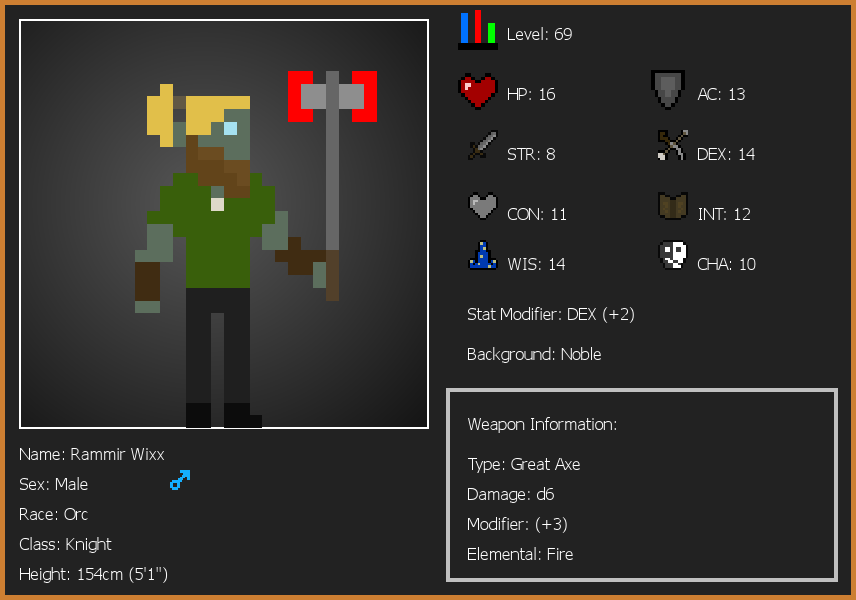 Level: 69
HP: 16
AC: 13
STR: 8
DEX: 14
CON: 11
INT: 12
WIS: 14
CHA: 10
Stat Modifier: DEX (+2)
Background: Noble
Weapon Information:
Type: Great Axe
Damage: d6
Modifier: (+3)
Elemental: Fire
Name: Rammir Wixx
Sex: Male
Race: Orc
Class: Knight
Height: 154cm (5'1")